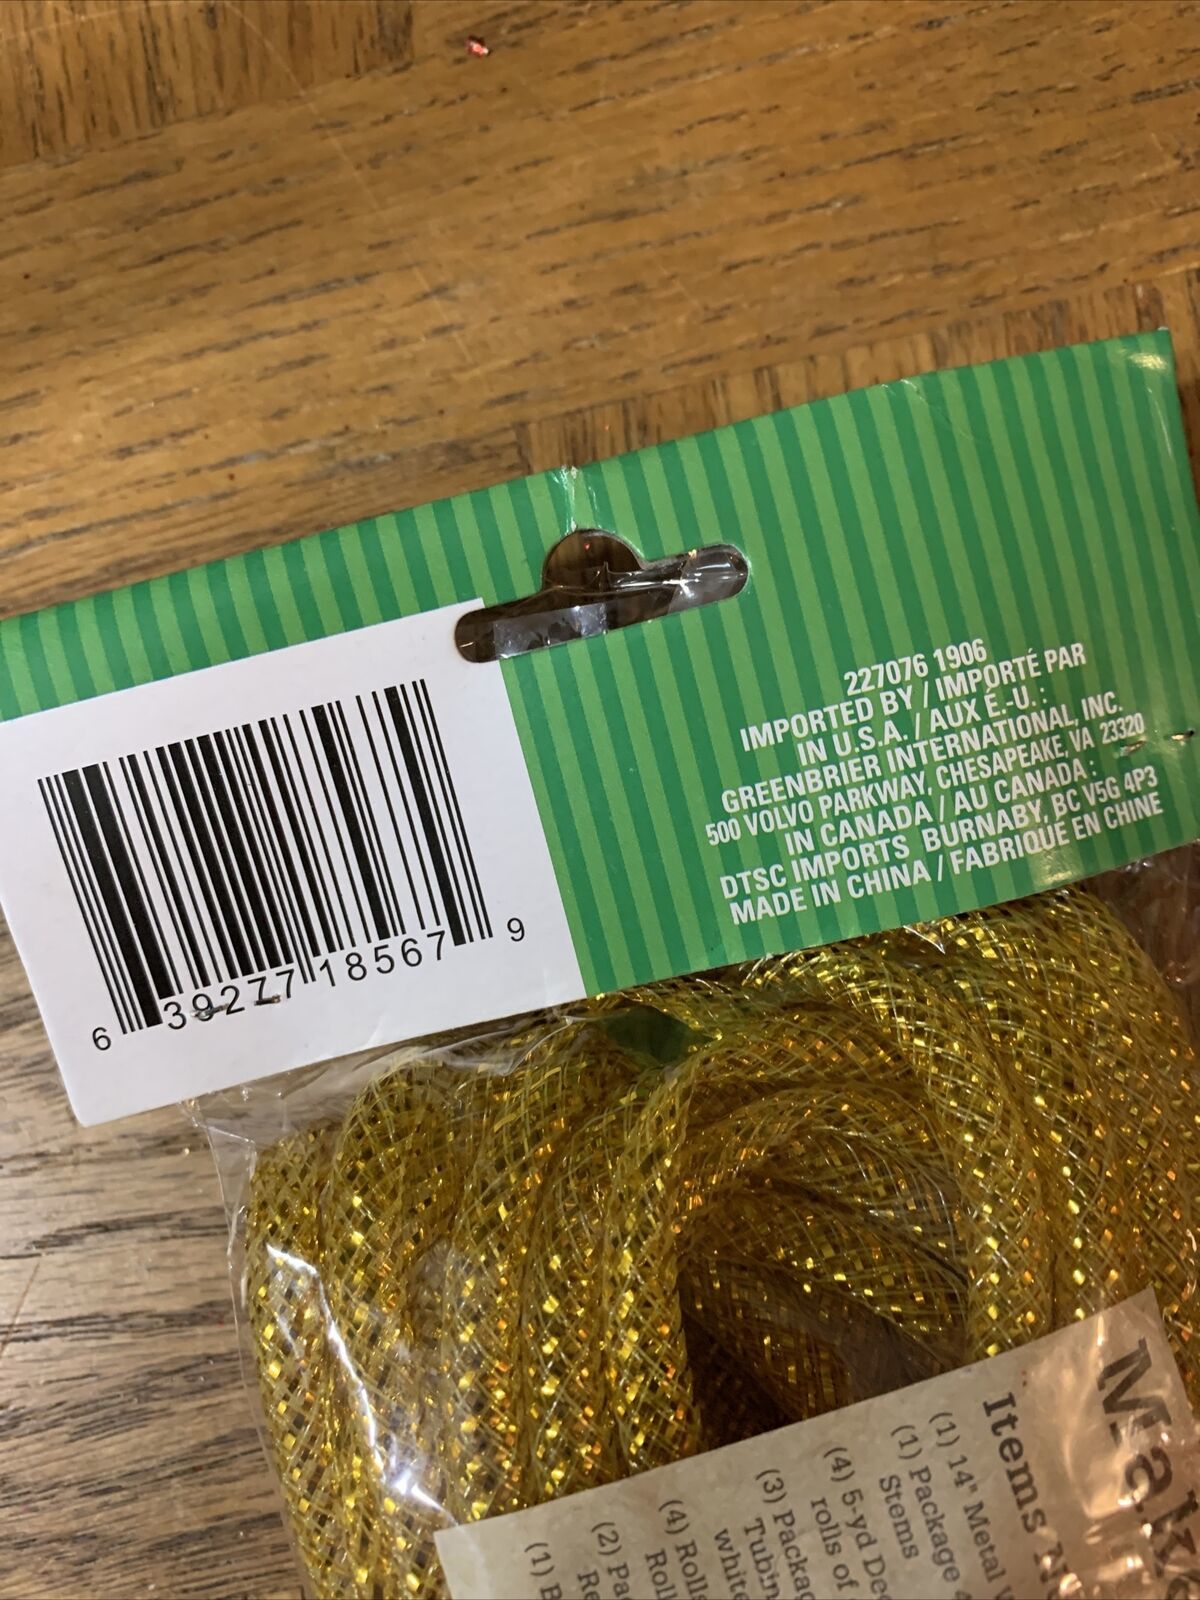 227076 1906
IMPORTED BY / IMPORTÉ PAR
IN U.S.A. / AUX É.-U. :
GREENBRIER INTERNATIONAL, INC.
500 VOLVO PARKWAY, CHESAPEAKE, VA 23320
IN CANADA / AU CANADA :
DTSC IMPORTS BURNABY, BC V5G 4P3
MADE IN CHINA / FABRIQUÉ EN CHINE
6 39277 18567 9
Mak
Items N
(1) 14" Metal W
(1) Package 4
Stems
(4) 5-yd De
rolls of
(3) Packag
Tubin
white
(4) Rolls
Roll
(2) Pa
Re
(1) B